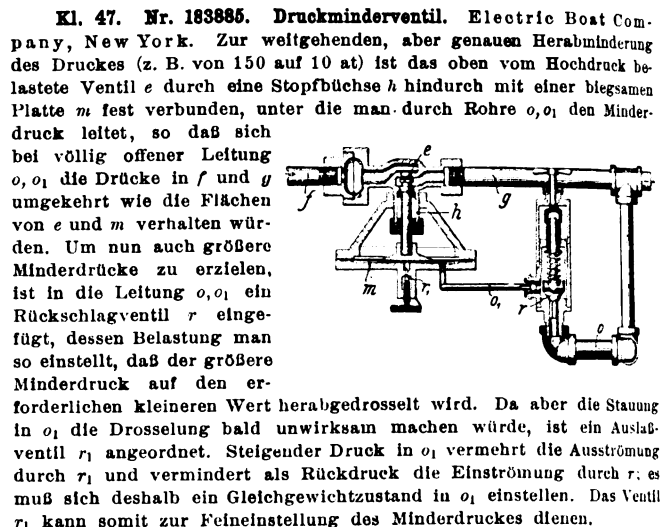 Kl. 47. Nr. 183885. Druckminderventil. Electric Boat Com-
pany, New York. Zur weitgehenden, aber genauen Herabminderung
des Druckes (z. B. von 150 auf 10 at) ist das oben vom Hochdruck be-
lastete Ventil e durch eine Stopfbüchse h hindurch mit einer biegsamen
Platte m fest verbunden, unter die man durch Rohre o,o₁ den Minder-
druck leitet, so daß sich
bei völlig offener Leitung
o,o₁ die Drücke in f und g
umgekehrt wie die Flächen
von e und m verhalten wür-
den. Um nun auch größere
Minderdrücke zu erzielen,
ist in die Leitung o,o₁ ein
Rückschlagventil r einge-
fügt, dessen Belastung man
so einstellt, daß der größere
Minderdruck auf den er-
forderlichen kleineren Wert herabgedrosselt wird. Da aber die Stauung
in o₁ die Drosselung bald unwirksam machen würde, ist ein Auslaß-
ventil r₁ angeordnet. Steigender Druck in o₁ vermehrt die Ausströmung
durch r₁ und vermindert als Rückdruck die Einströmung durch r; es
muß sich deshalb ein Gleichgewichtzustand in o₁ einstellen. Das Ventil
r₁ kann somit zur Feineinstellung des Minderdruckes dienen.
e
f
g
h
m
r₁
o₁
r
o